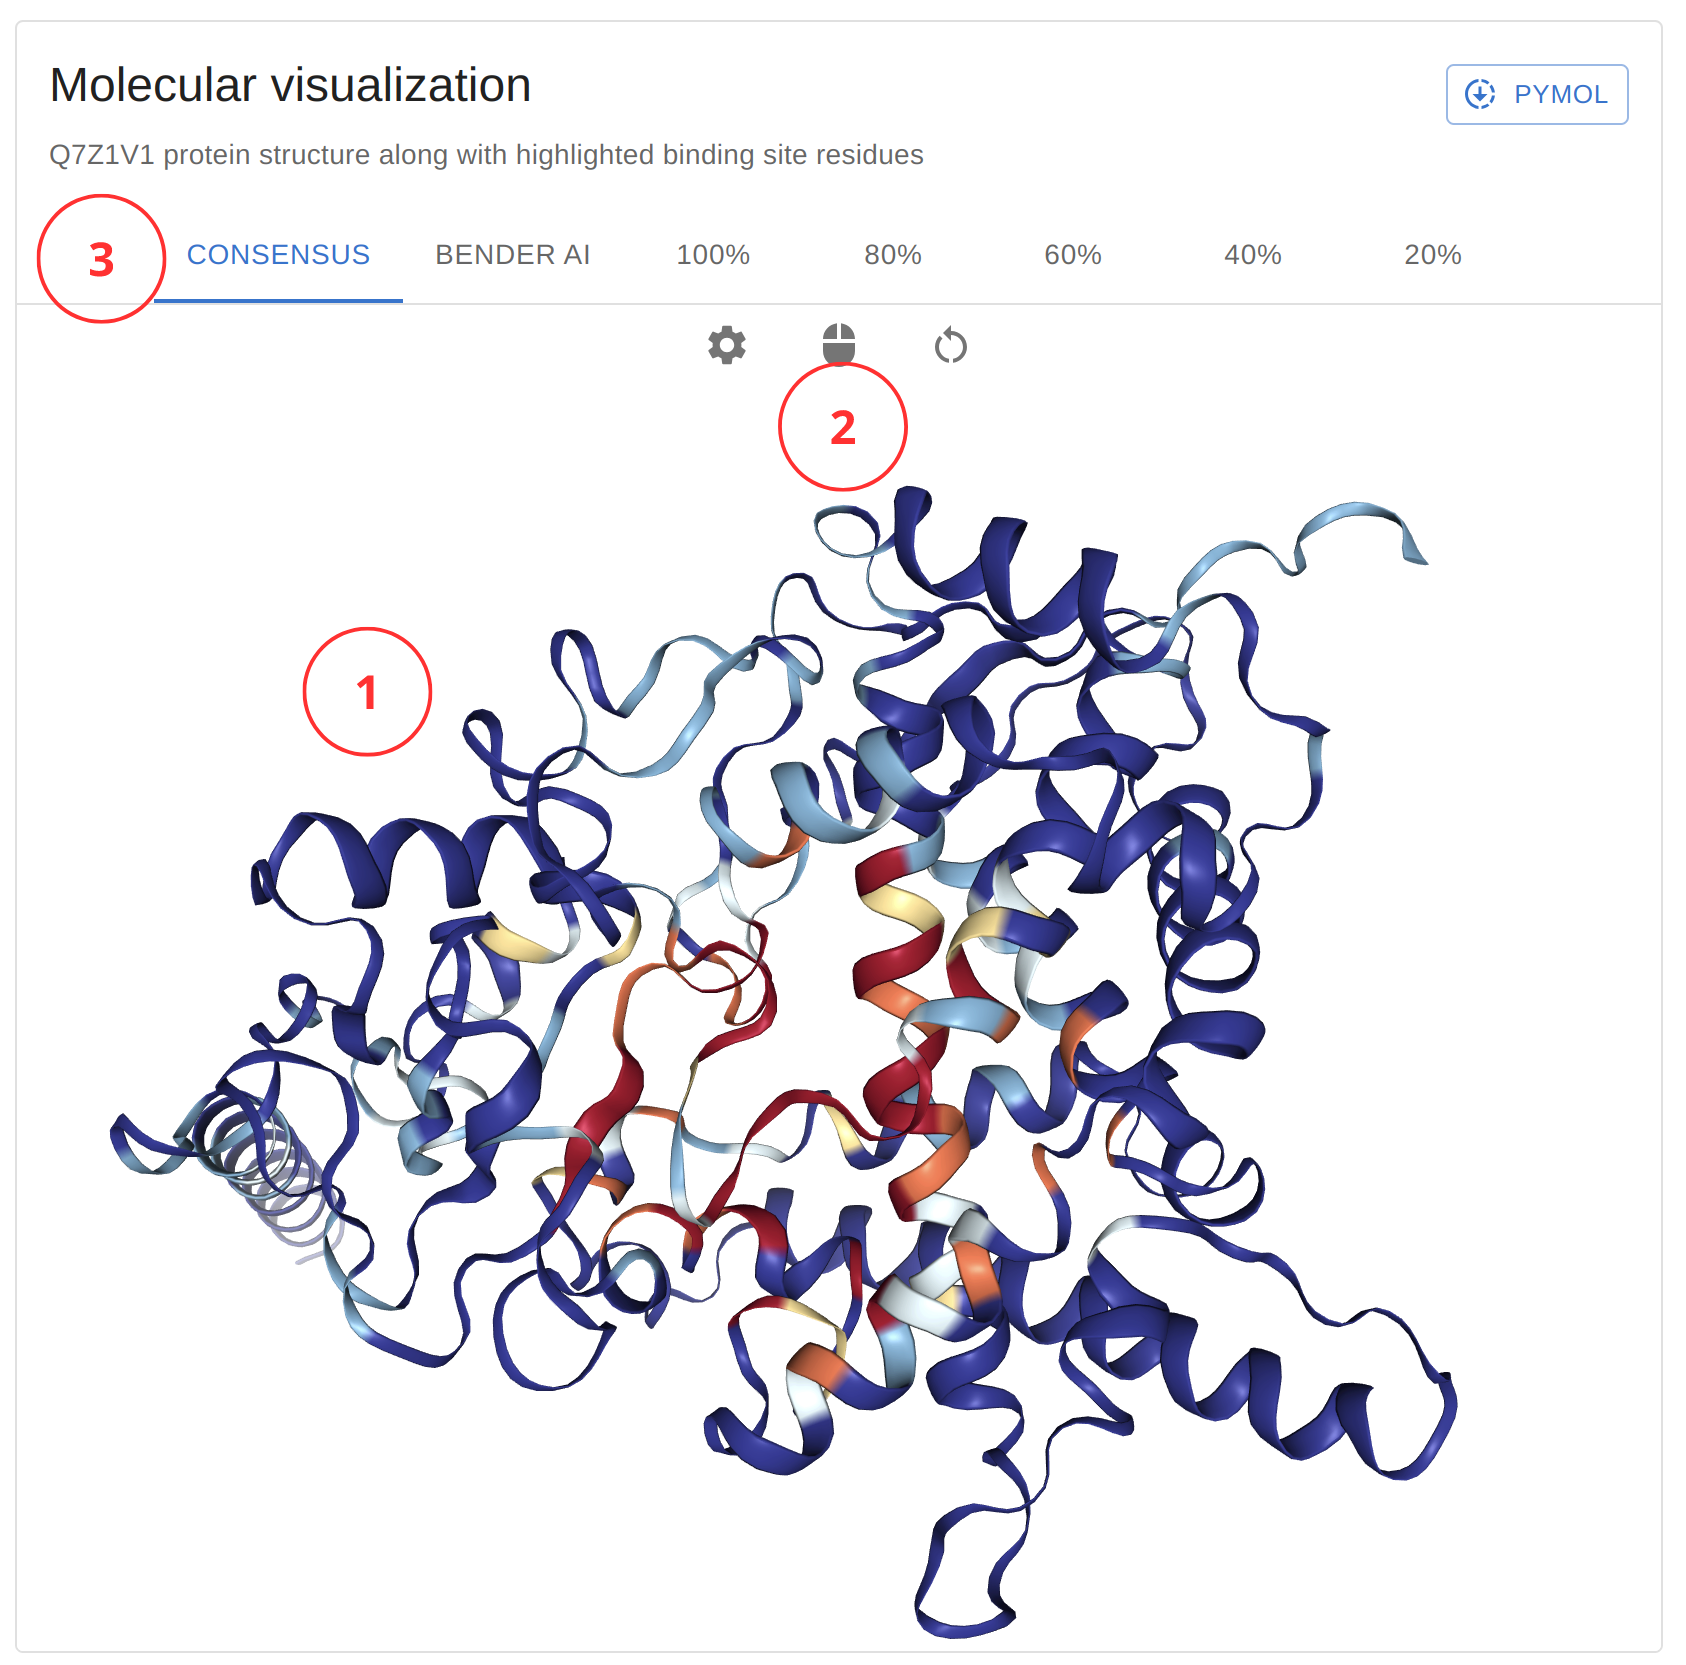 Molecular visualization
PYMOL
Q7Z1V1 protein structure along with highlighted binding site residues
3
CONSENSUS BENDER AI 100% 80% 60% 40% 20%
2
1